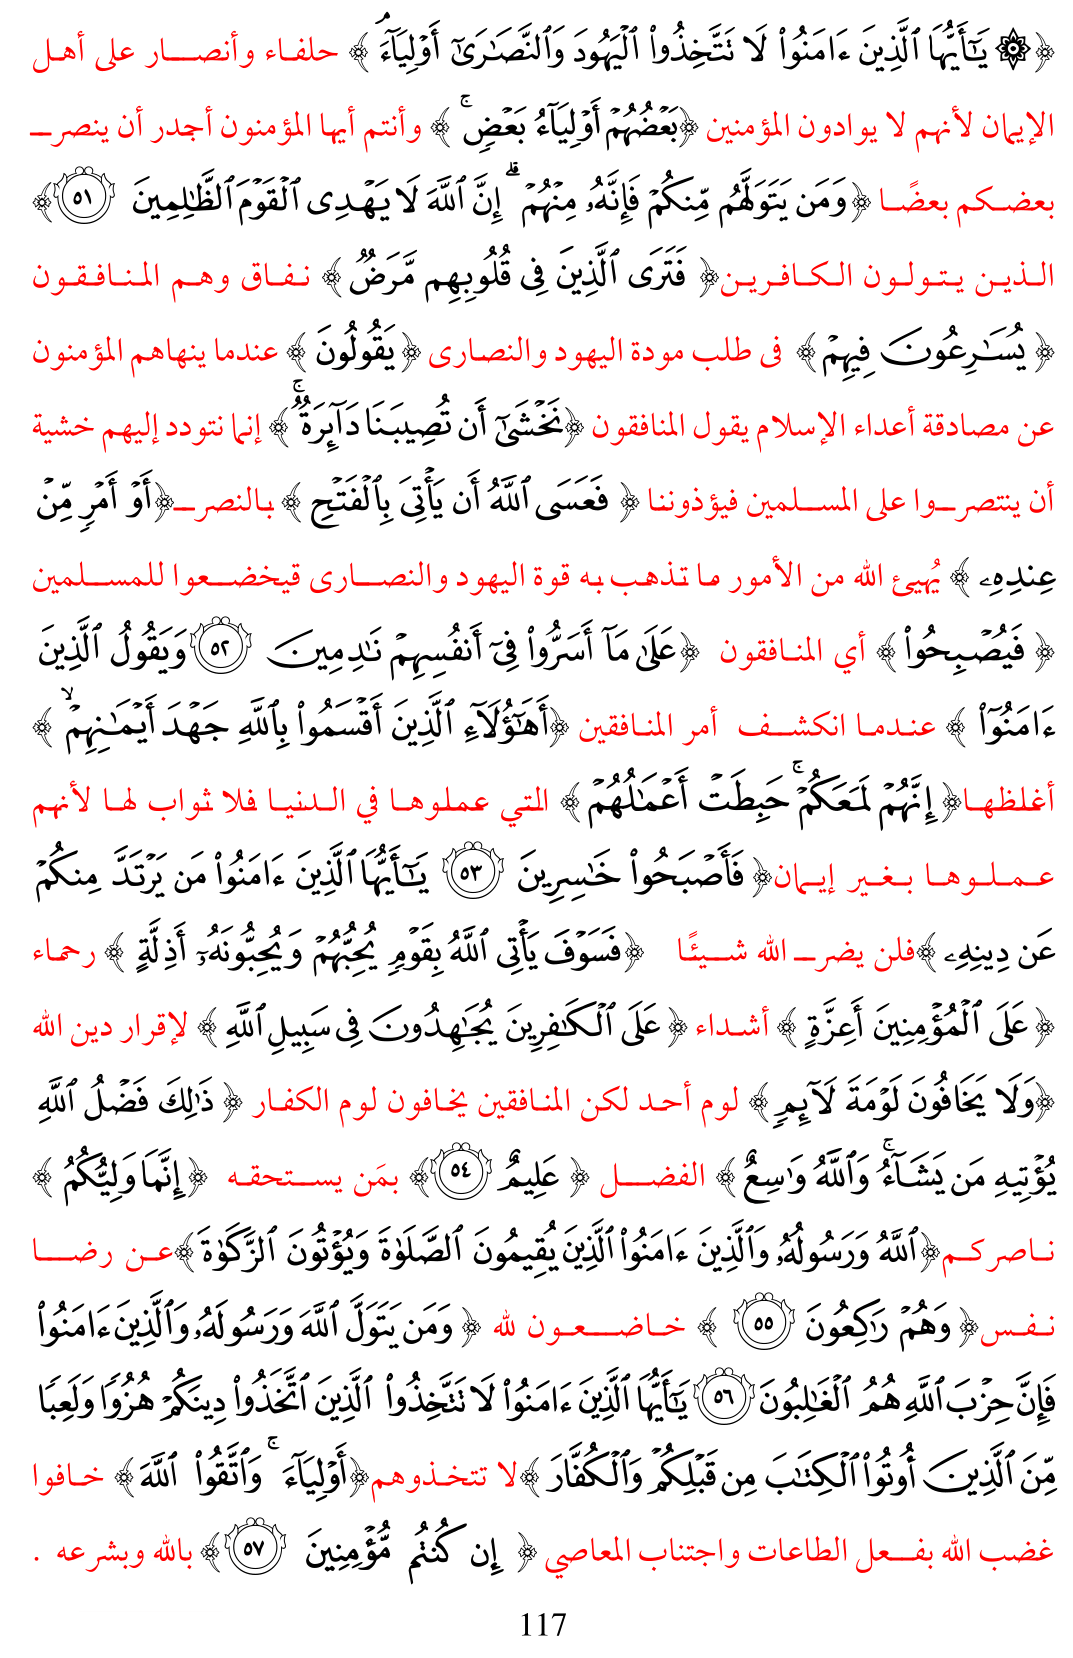 ﴿۞ يَٰٓأَيُّهَا ٱلَّذِينَ ءَامَنُوا۟ لَا تَتَّخِذُوا۟ ٱلْيَهُودَ وَٱلنَّصَٰرَىٰٓ أَوْلِيَآءَ ۘ ﴾ حلفاء وأنصار على أهل
الإيمان لأنهم لا يوادون المؤمنين ﴿بَعْضُهُمْ أَوْلِيَآءُ بَعْضٍ ۚ ﴾ وأنتم أيها المؤمنون أجدر أن ينصر
بعضكم بعضًا ﴿وَمَن يَتَوَلَّهُم مِّنكُمْ فَإِنَّهُۥ مِنْهُمْ ۗ إِنَّ ٱللَّهَ لَا يَهْدِى ٱلْقَوْمَ ٱلظَّٰلِمِينَ ٥١﴾
الذين يتولون الكافرين﴿ فَتَرَى ٱلَّذِينَ فِى قُلُوبِهِم مَّرَضٌ ﴾ نفاق وهم المنافقون
﴿ يُسَٰرِعُونَ فِيهِمْ ﴾ فى طلب مودة اليهود والنصارى ﴿يَقُولُونَ ﴾ عندما ينهاهم المؤمنون
عن مصادقة أعداء الإسلام يقول المنافقون ﴿نَخْشَىٰٓ أَن تُصِيبَنَا دَآئِرَةٌ ۚ ﴾ إنما نتودد إليهم خشية
أن ينتصروا على المسلمين فيؤذوننا ﴿ فَعَسَى ٱللَّهُ أَن يَأْتِىَ بِٱلْفَتْحِ ﴾ بالنصر ﴿أَوْ أَمْرٍ مِّنْ
عِندِهِۦ ﴾ يُهيئ الله من الأمور ما تذهب به قوة اليهود والنصارى قيخضعوا للمسلمين
﴿ فَيُصْبِحُوا۟ ﴾ أي المنافقون ﴿عَلَىٰ مَآ أَسَرُّوا۟ فِىٓ أَنفُسِهِمْ نَٰدِمِينَ ٥٢ وَيَقُولُ ٱلَّذِينَ
ءَامَنُوٓا۟ ﴾ عندما انكشف أمر المنافقين ﴿أَهَٰٓؤُلَآءِ ٱلَّذِينَ أَقْسَمُوا۟ بِٱللَّهِ جَهْدَ أَيْمَٰنِهِمْ ۙ ﴾
أغلظها﴿ إِنَّهُمْ لَمَعَكُمْ ۚ حَبِطَتْ أَعْمَٰلُهُمْ ﴾ التي عملوها في الدنيا فلا ثواب لها لأنهم
عملوها بغير إيمان﴿ فَأَصْبَحُوا۟ خَٰسِرِينَ ٥٣ يَٰٓأَيُّهَا ٱلَّذِينَ ءَامَنُوا۟ مَن يَرْتَدَّ مِنكُمْ
عَن دِينِهِۦ ﴾فلن يضر الله شيئًا ﴿فَسَوْفَ يَأْتِى ٱللَّهُ بِقَوْمٍ يُحِبُّهُمْ وَيُحِبُّونَهُۥٓ أَذِلَّةٍ ﴾ رحماء
﴿ عَلَى ٱلْمُؤْمِنِينَ أَعِزَّةٍ ﴾ أشداء ﴿ عَلَى ٱلْكَٰفِرِينَ يُجَٰهِدُونَ فِى سَبِيلِ ٱللَّهِ ﴾ لإقرار دين الله
﴿وَلَا يَخَافُونَ لَوْمَةَ لَآئِمٍ ﴾ لوم أحد لكن المنافقين يخافون لوم الكفار ﴿ ذَٰلِكَ فَضْلُ ٱللَّهِ
يُؤْتِيهِ مَن يَشَآءُ ۚ وَٱللَّهُ وَٰسِعٌ ﴾ الفضل ﴿ عَلِيمٌ ٥٤﴾ بمَن يستحقه ﴿إِنَّمَا وَلِيُّكُمُ ﴾
ناصركم﴿ٱللَّهُ وَرَسُولُهُۥ وَٱلَّذِينَ ءَامَنُوا۟ ٱلَّذِينَ يُقِيمُونَ ٱلصَّلَوٰةَ وَيُؤْتُونَ ٱلزَّكَوٰةَ ﴾عن رضا
نفس﴿ وَهُمْ رَٰكِعُونَ ٥٥ ﴾ خاضعون لله ﴿ وَمَن يَتَوَلَّ ٱللَّهَ وَرَسُولَهُۥ وَٱلَّذِينَ ءَامَنُوا۟
فَإِنَّ حِزْبَ ٱللَّهِ هُمُ ٱلْغَٰلِبُونَ ٥٦ يَٰٓأَيُّهَا ٱلَّذِينَ ءَامَنُوا۟ لَا تَتَّخِذُوا۟ ٱلَّذِينَ ٱتَّخَذُوا۟ دِينَكُمْ هُزُوًا وَلَعِبًا
مِّنَ ٱلَّذِينَ أُوتُوا۟ ٱلْكِتَٰبَ مِن قَبْلِكُمْ وَٱلْكُفَّارَ ﴾لا تتخذوهم﴿أَوْلِيَآءَ ۚ وَٱتَّقُوا۟ ٱللَّهَ ﴾ خافوا
غضب الله بفعل الطاعات واجتناب المعاصي ﴿ إِن كُنتُم مُّؤْمِنِينَ ٥٧﴾ بالله وبشرعه .
117